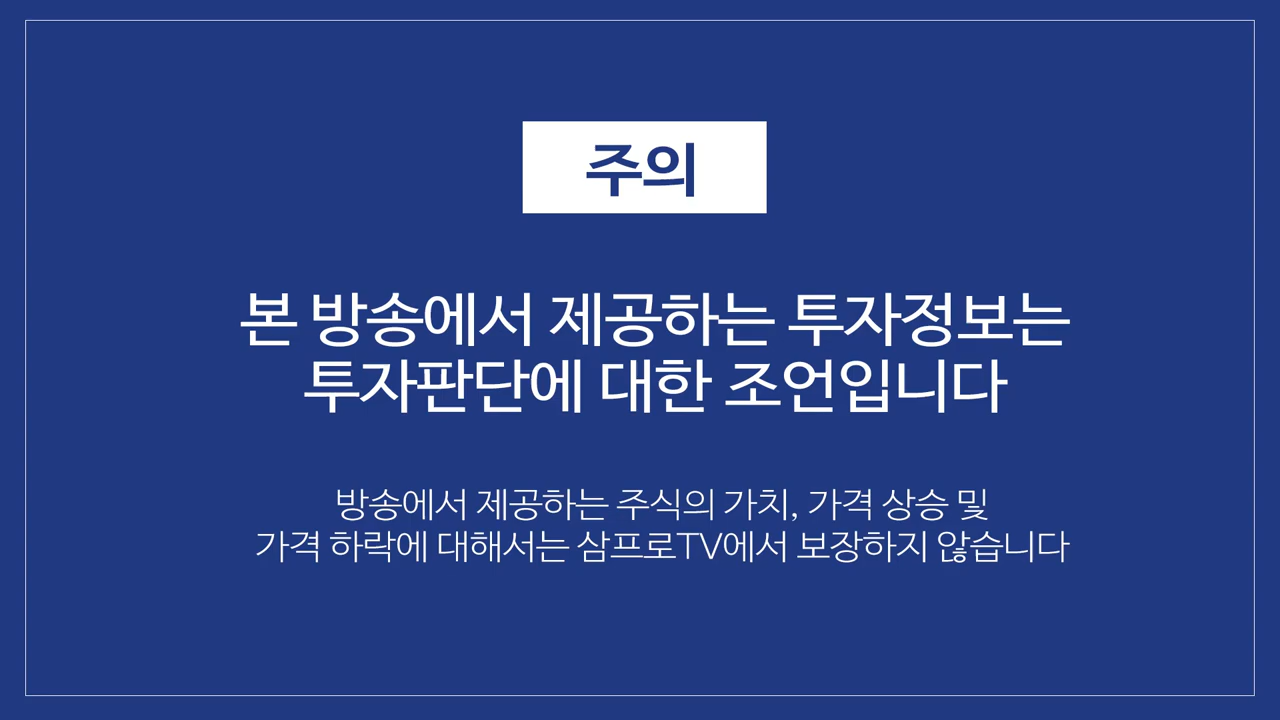 주의
본 방송에서 제공하는 투자정보는
투자판단에 대한 조언입니다
방송에서 제공하는 주식의 가치, 가격 상승 및
가격 하락에 대해서는 삼프로TV에서 보장하지 않습니다